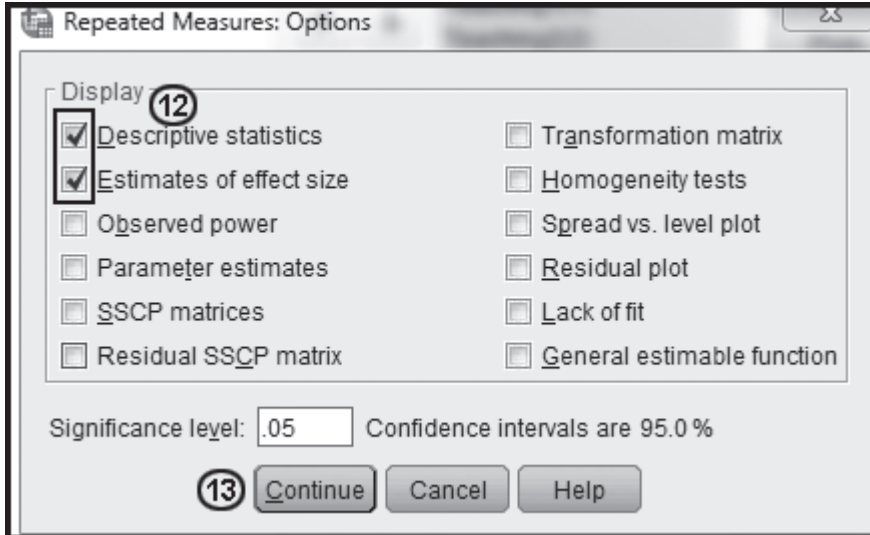 Repeated Measures: Options
Display
12
Descriptive statistics
Estimates of effect size
Observed power
Parameter estimates
SSCP matrices
Residual SSCP matrix
Transformation matrix
Homogeneity tests
Spread vs. level plot
Residual plot
Lack of fit
General estimable function
Significance level: .05 Confidence intervals are 95.0 %
13 Continue Cancel Help